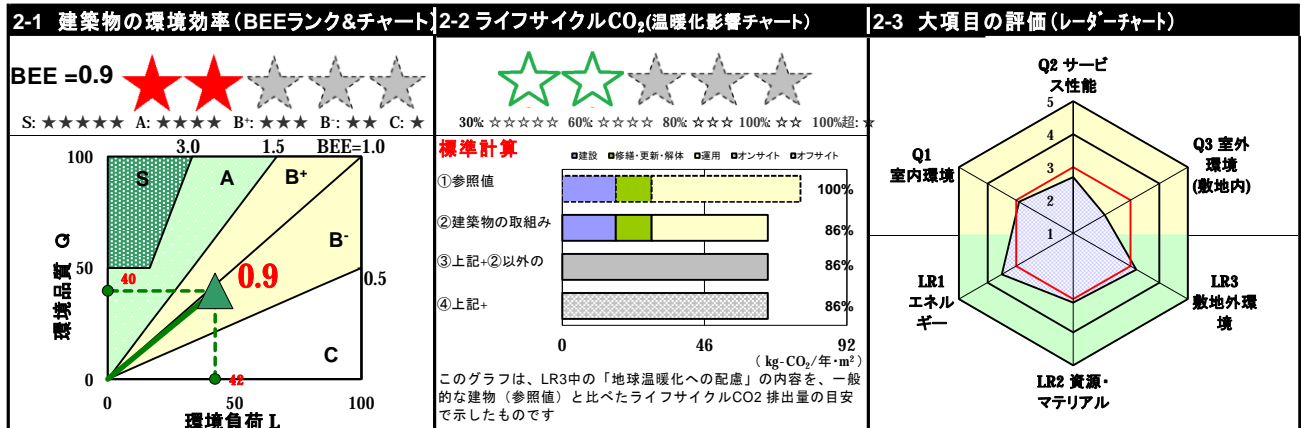 2-1 建築物の環境効率(BEEランク&チャート)
BEE =0.9
S: ★★★★★ A: ★★★★ B⁺: ★★★ B⁻: ★★ C: ★
3.0 1.5 BEE=1.0
100
S A B⁺
B⁻
50
40
0.9
0.5
環境品質 Q
C
0
42
0 50 100
環境負荷 L
2-2 ライフサイクルCO₂(温暖化影響チャート)
30%: ☆☆☆☆☆ 60%: ☆☆☆☆ 80%: ☆☆☆ 100%: ☆☆ 100%超: ★
標準計算
■建設 ■修繕・更新・解体 □運用 ■オンサイト ■オフサイト
①参照値 100%
②建築物の取組み 86%
③上記+②以外の 86%
④上記+ 86%
0 46 92
( kg-CO₂/年・m² )
このグラフは、LR3中の「地球温暖化への配慮」の内容を、一般
的な建物(参照値)と比べたライフサイクルCO2 排出量の目安
で示したものです
2-3 大項目の評価(レーダーチャート)
Q2 サービ
ス性能
5
4
3
2
1
Q1
室内環境
Q3 室外
環境
(敷地内)
LR1
エネル
ギー
LR3
敷地外環
境
LR2 資源・
マテリアル